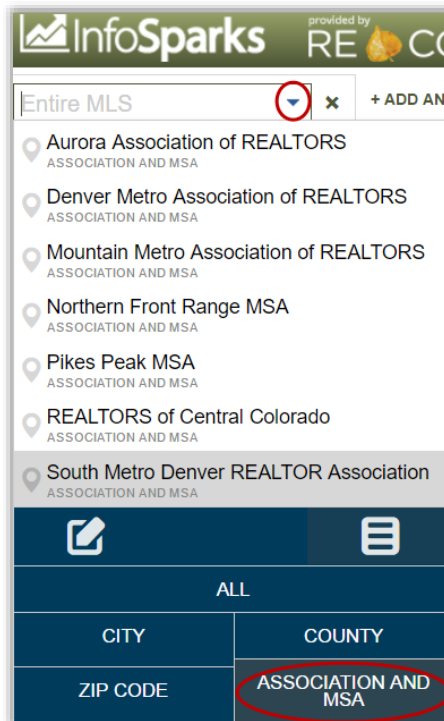 InfoSparks provided by
RE CO
Entire MLS + ADD AN
Aurora Association of REALTORS
ASSOCIATION AND MSA
Denver Metro Association of REALTORS
ASSOCIATION AND MSA
Mountain Metro Association of REALTORS
ASSOCIATION AND MSA
Northern Front Range MSA
ASSOCIATION AND MSA
Pikes Peak MSA
ASSOCIATION AND MSA
REALTORS of Central Colorado
ASSOCIATION AND MSA
South Metro Denver REALTOR Association
ASSOCIATION AND MSA
ALL
CITY COUNTY
ZIP CODE ASSOCIATION AND
MSA